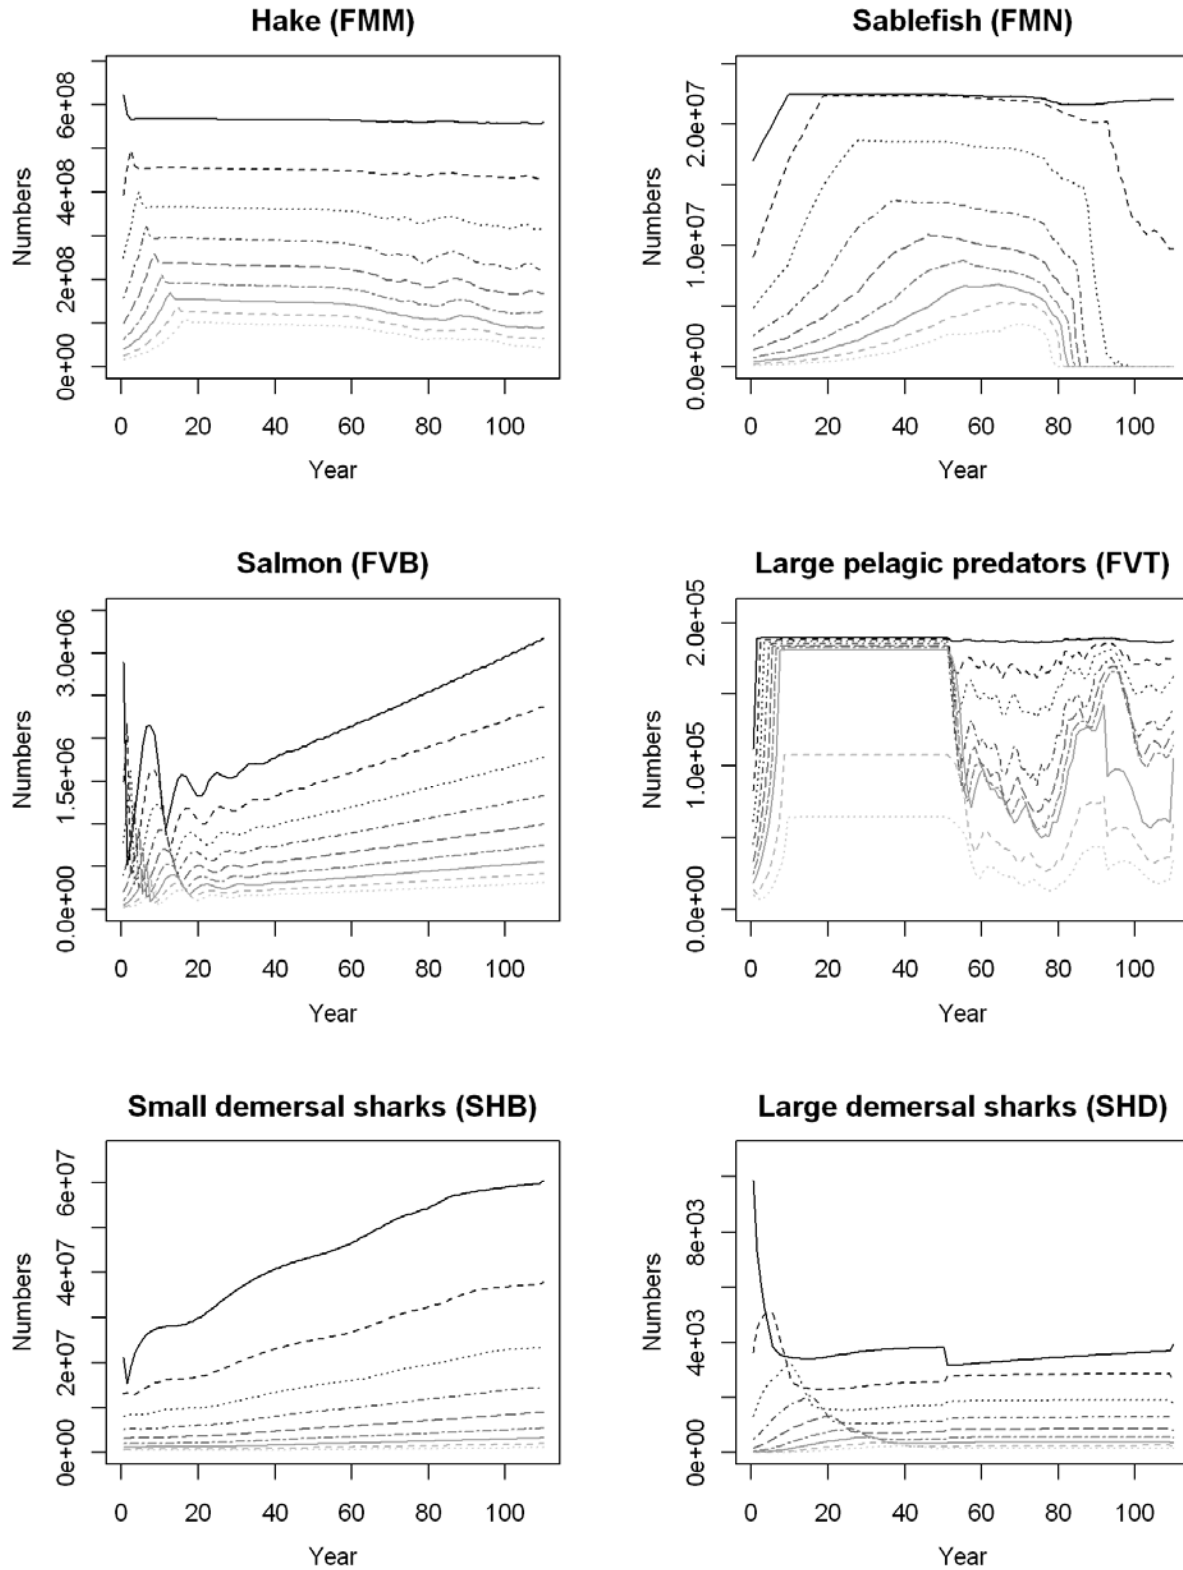 Hake (FMM)
Numbers
0e+00 2e+08 4e+08 6e+08
0 20 40 60 80 100
Year
Sablefish (FMN)
Numbers
0.0e+00 1.0e+07 2.0e+07
0 20 40 60 80 100
Year
Salmon (FVB)
Numbers
0.0e+00 1.5e+06 3.0e+06
0 20 40 60 80 100
Year
Large pelagic predators (FVT)
Numbers
0.0e+00 1.0e+05 2.0e+05
0 20 40 60 80 100
Year
Small demersal sharks (SHB)
Numbers
0e+00 2e+07 4e+07 6e+07
0 20 40 60 80 100
Year
Large demersal sharks (SHD)
Numbers
0e+00 4e+03 8e+03
0 20 40 60 80 100
Year